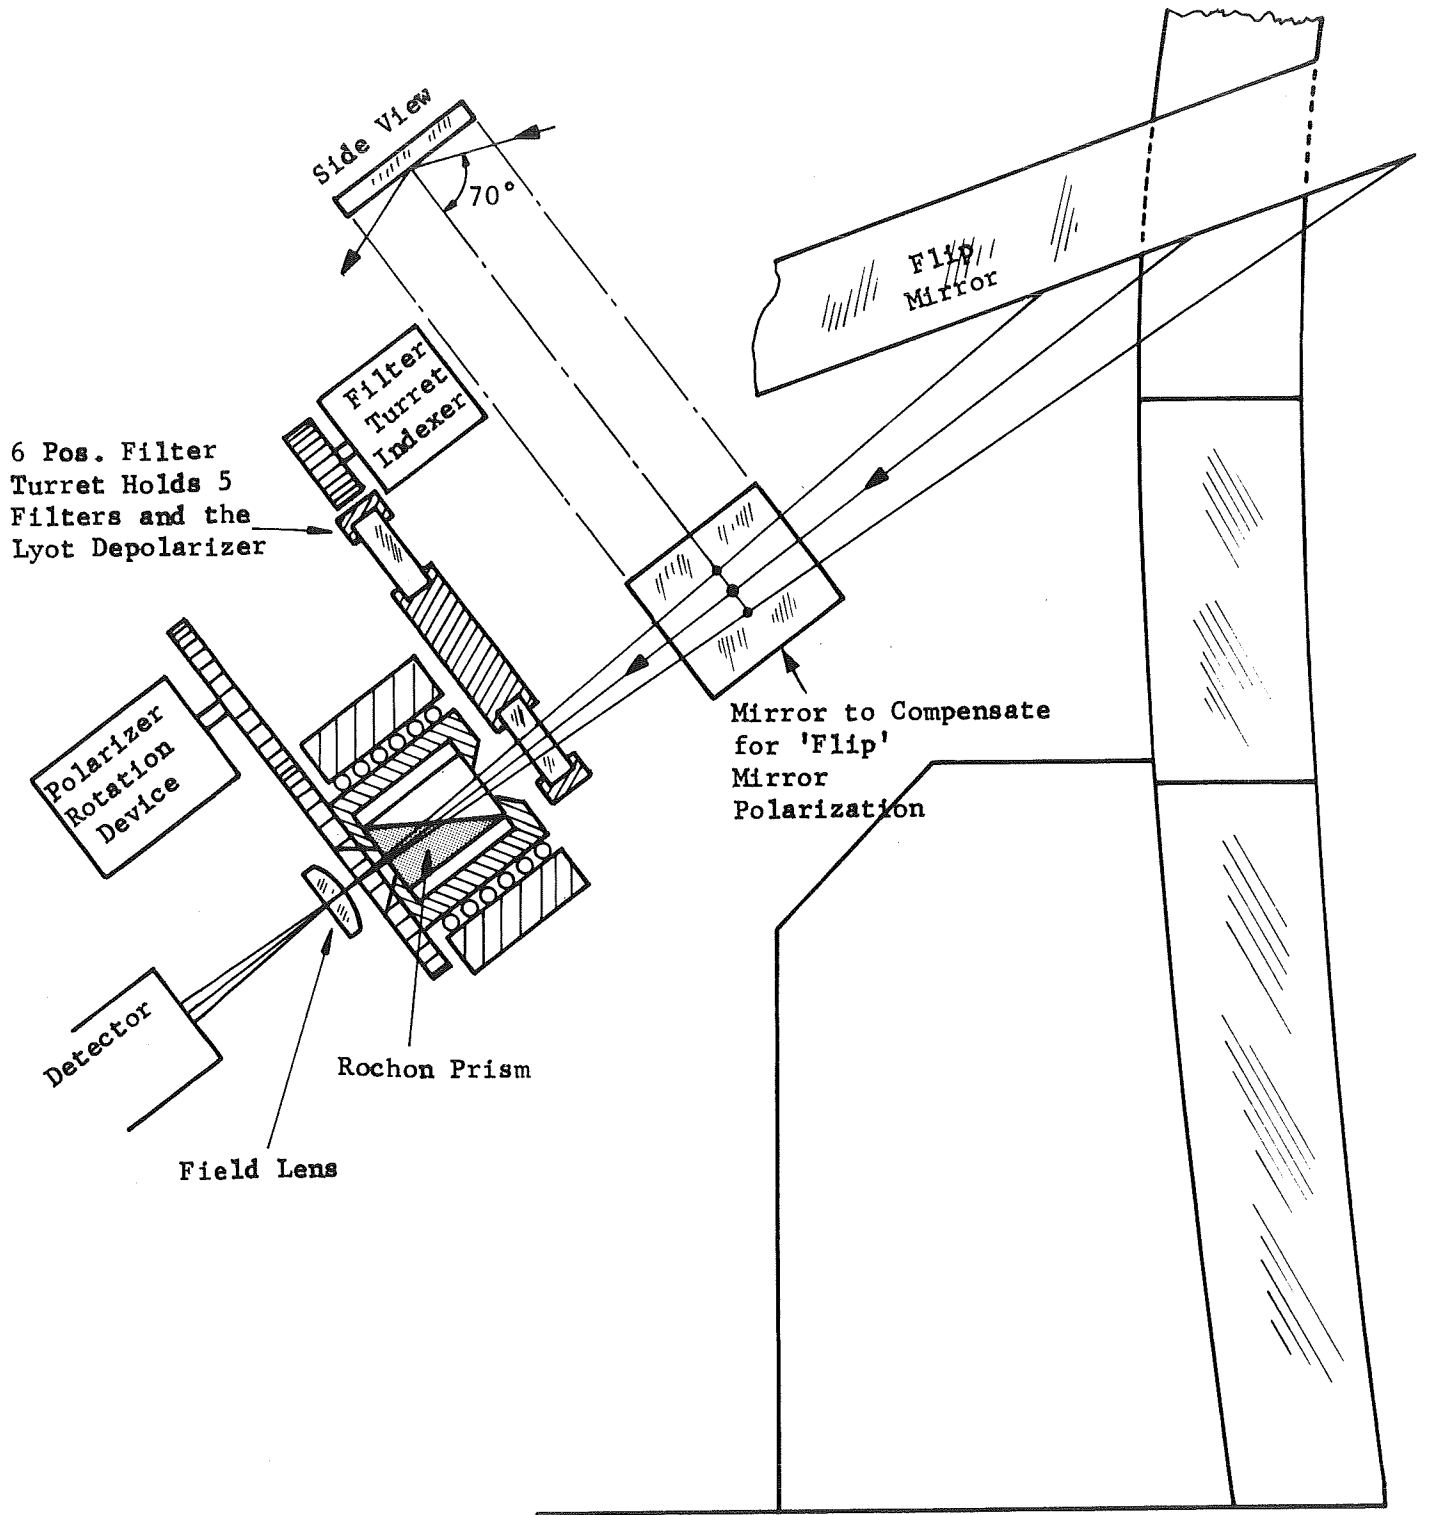 Side View
70°
Flip
Mirror
Filter
Turret
Indexer
6 Pos. Filter
Turret Holds 5
Filters and the
Lyot Depolarizer
Polarizer
Rotation
Device
Mirror to Compensate
for 'Flip'
Mirror
Polarization
Detector
Rochon Prism
Field Lens